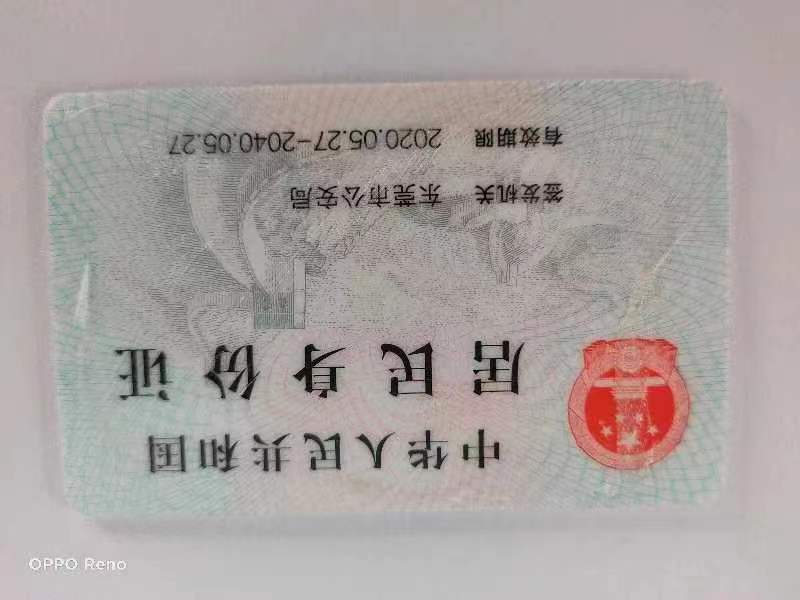 中华人民共和国
居民身份证
签发机关 东莞市公安局
有效期限 2020.05.27-2040.05.27
OPPO Reno